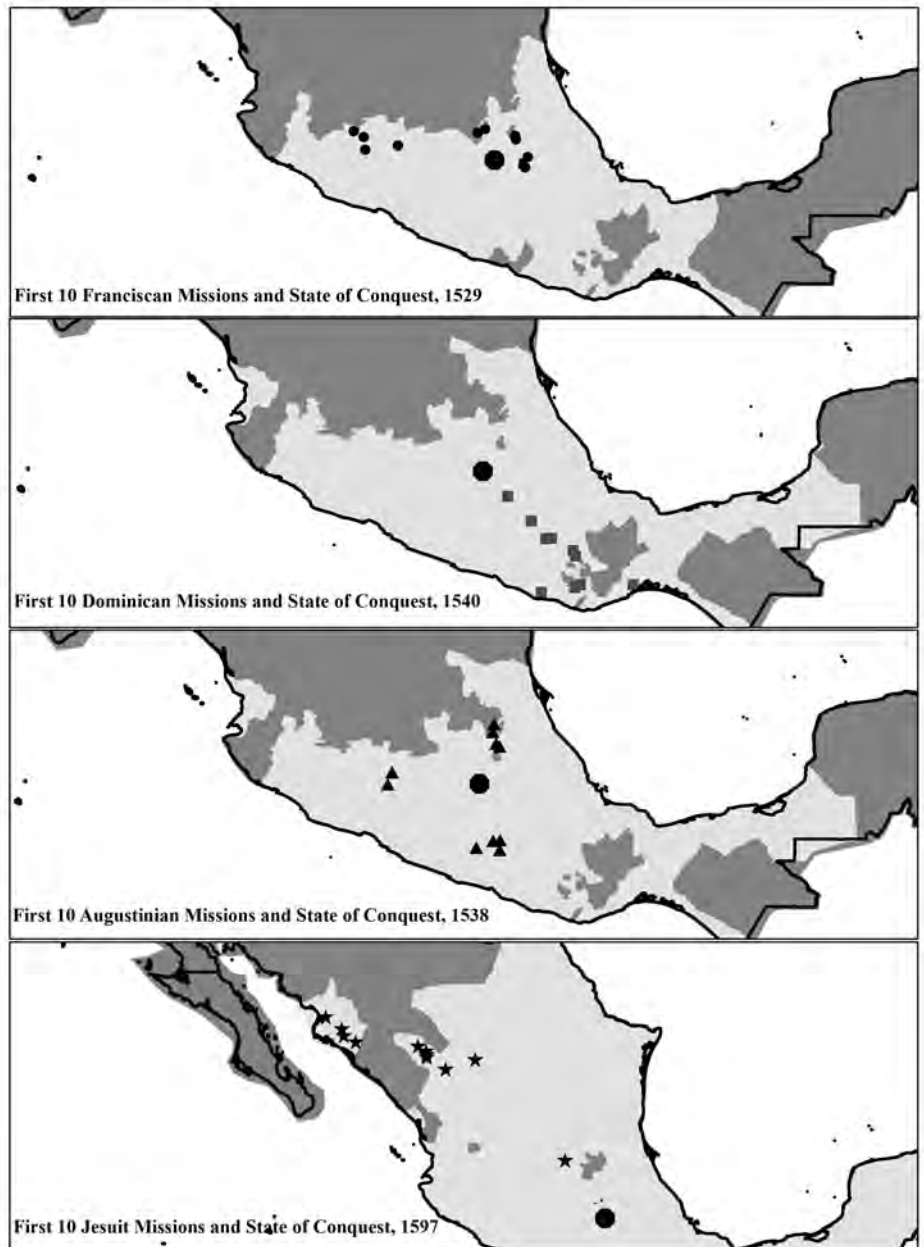 First 10 Franciscan Missions and State of Conquest, 1529
First 10 Dominican Missions and State of Conquest, 1540
First 10 Augustinian Missions and State of Conquest, 1538
First 10 Jesuit Missions and State of Conquest, 1597